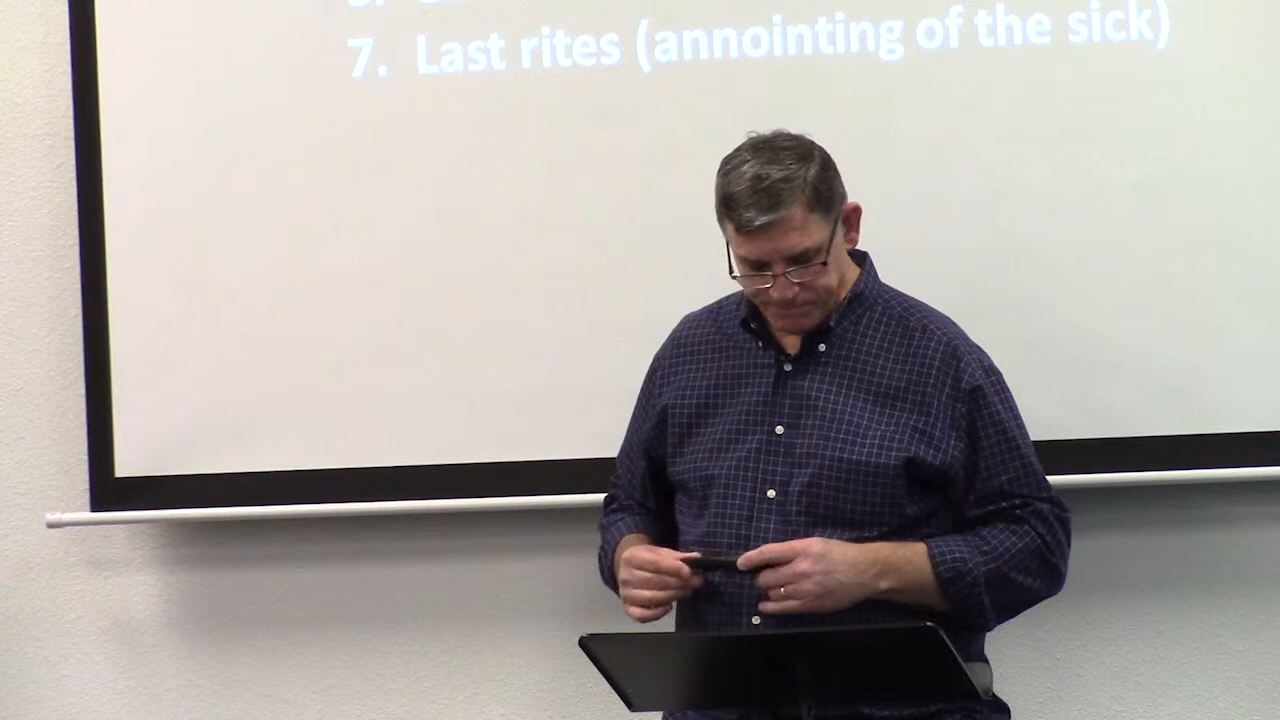 7. Last rites (annointing of the sick)